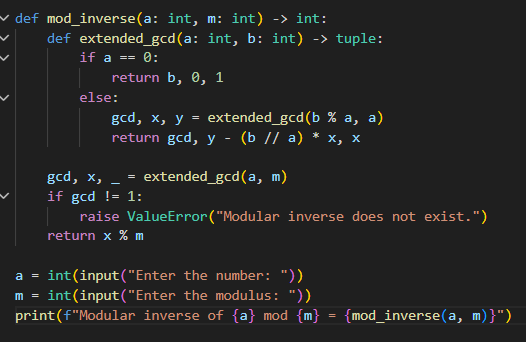 def mod_inverse(a: int, m: int) -> int:
    def extended_gcd(a: int, b: int) -> tuple:
        if a == 0:
            return b, 0, 1
        else:
            gcd, x, y = extended_gcd(b % a, a)
            return gcd, y - (b // a) * x, x

    gcd, x, _ = extended_gcd(a, m)
    if gcd != 1:
        raise ValueError("Modular inverse does not exist.")
    return x % m

a = int(input("Enter the number: "))
m = int(input("Enter the modulus: "))
print(f"Modular inverse of {a} mod {m} = {mod_inverse(a, m)}")